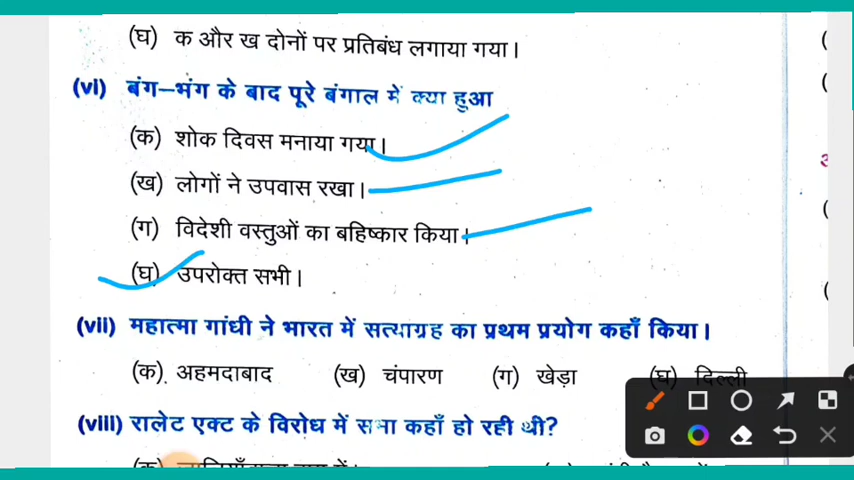 (घ) क और ख दोनों पर प्रतिबंध लगाया गया।
(vi) बंग–भंग के बाद पूरे बंगाल में क्या हुआ
(क) शोक दिवस मनाया गया।
(ख) लोगों ने उपवास रखा।
(ग) विदेशी वस्तुओं का बहिष्कार किया।
(घ) उपरोक्त सभी।
(vii) महात्मा गांधी ने भारत में सत्याग्रह का प्रथम प्रयोग कहाँ किया।
(क). अहमदाबाद (ख) चंपारण (ग) खेड़ा (घ) दिल्ली
(viii) रालेट एक्ट के विरोध में सभा कहाँ हो रही थी?